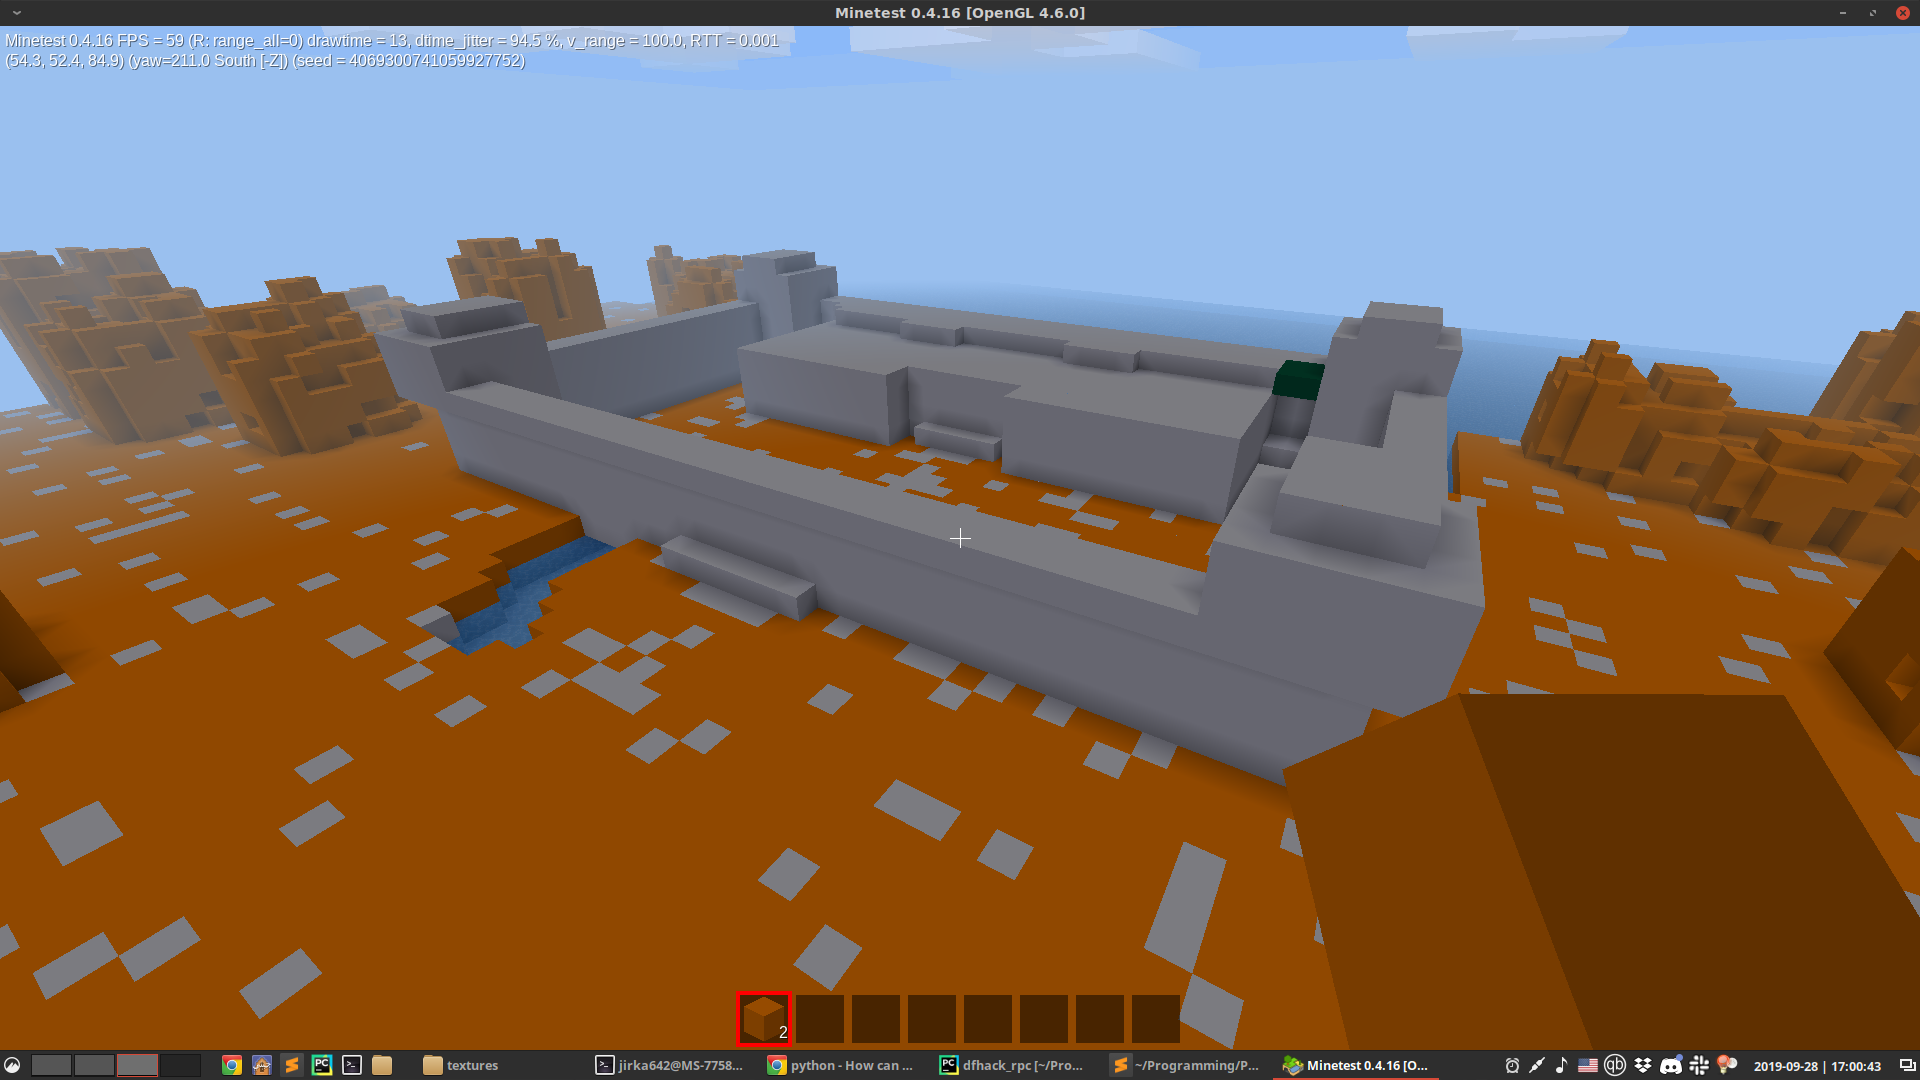 Minetest 0.4.16 [OpenGL 4.6.0]
Minetest 0.4.16 FPS = 59 (R: range_all=0) drawtime = 13, dtime_jitter = 94.5 %, v_range = 100.0, RTT = 0.001
(54.3, 52.4, 84.9) (yaw=211.0 South [-Z]) (seed = 4069300741059927752)
2
textures
jirka642@MS-7758...
python - How can ...
dfhack_rpc [~/Pro...
~/Programming/P...
Minetest 0.4.16 [O...
2019-09-28 | 17:00:43